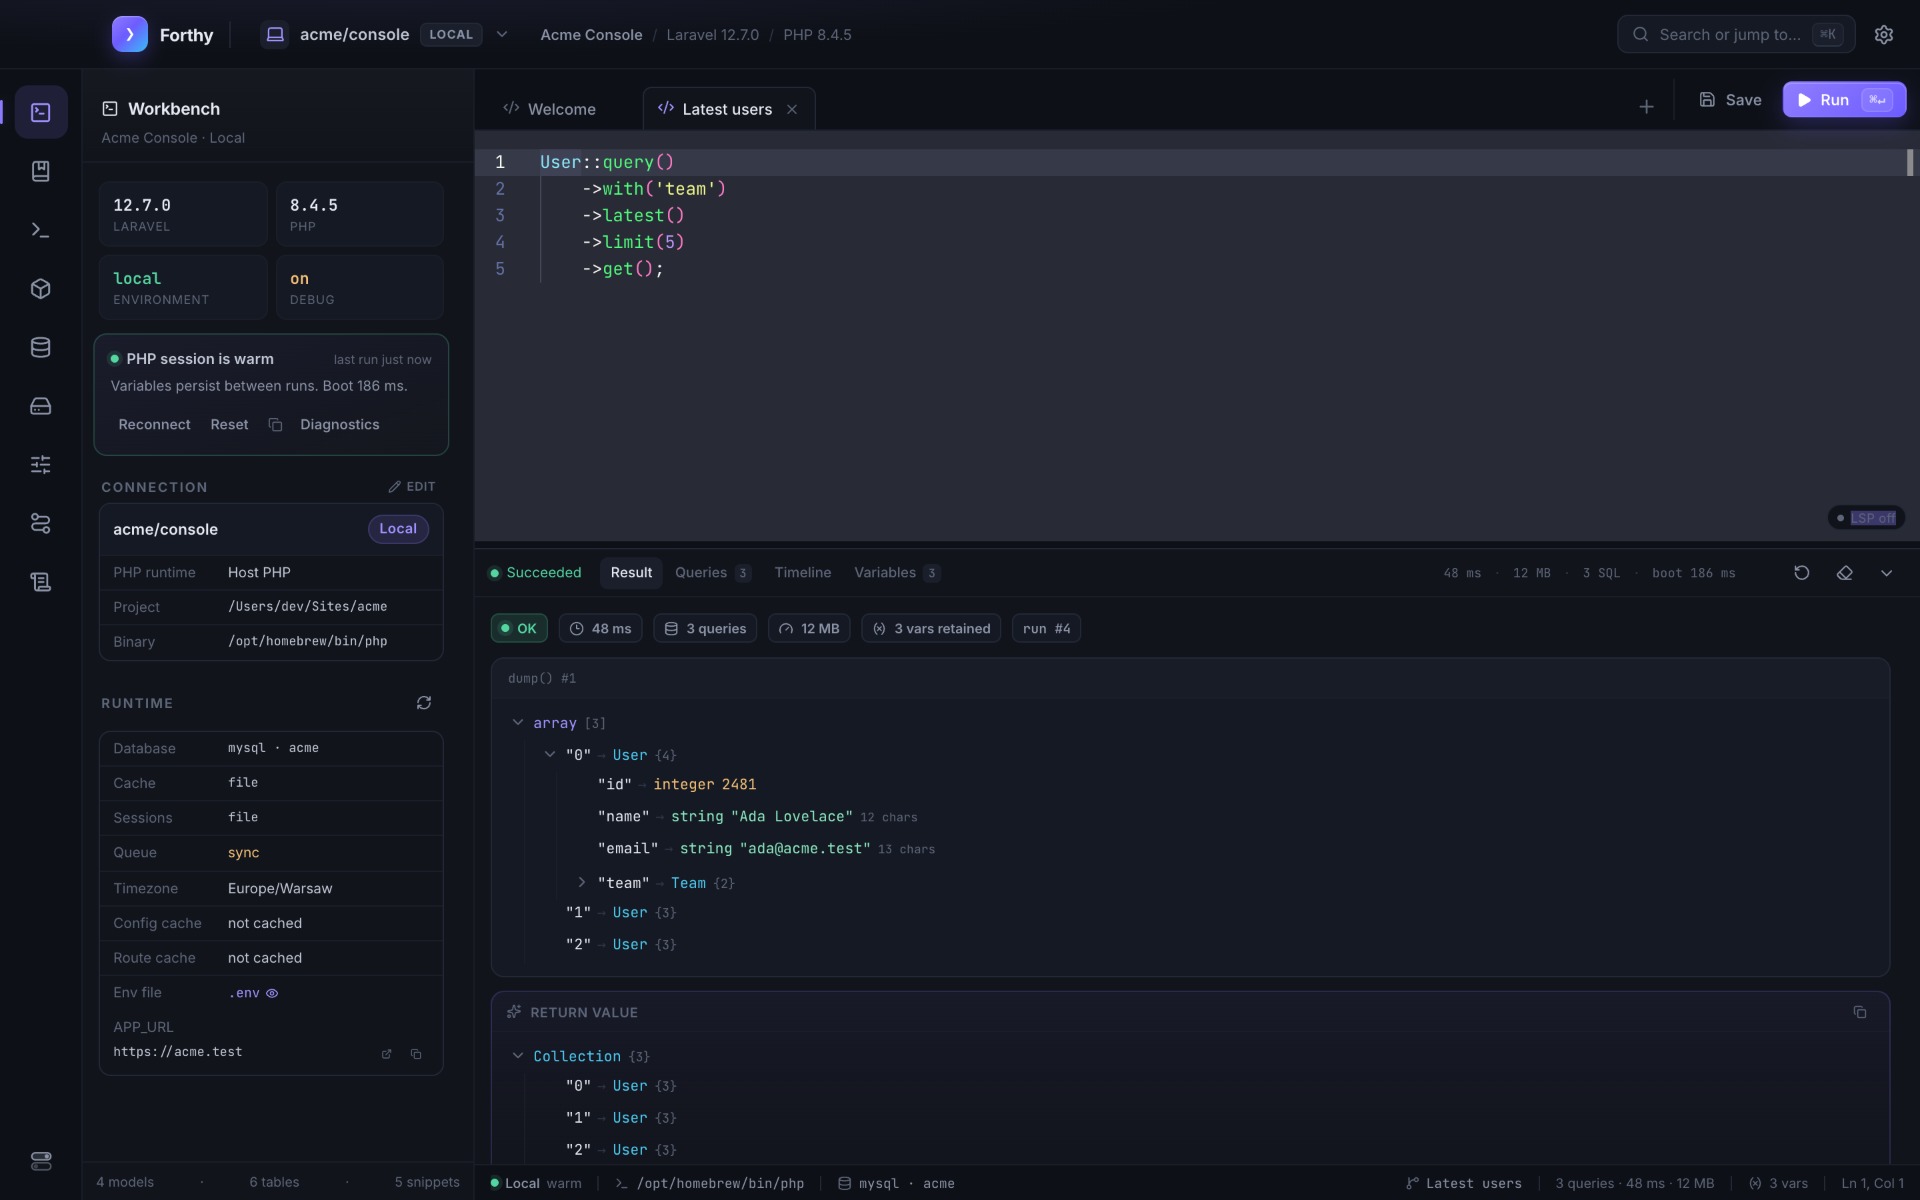 Forthy
acme/console LOCAL
Acme Console / Laravel 12.7.0 / PHP 8.4.5
Search or jump to... ⌘K
Workbench
Acme Console · Local
12.7.0
LARAVEL
8.4.5
PHP
local
ENVIRONMENT
on
DEBUG
PHP session is warm last run just now
Variables persist between runs. Boot 186 ms.
Reconnect Reset Diagnostics
CONNECTION EDIT
acme/console Local
PHP runtime Host PHP
Project /Users/dev/Sites/acme
Binary /opt/homebrew/bin/php
RUNTIME
Database mysql · acme
Cache file
Sessions file
Queue sync
Timezone Europe/Warsaw
Config cache not cached
Route cache not cached
Env file .env
APP_URL
https://acme.test
4 models · 6 tables · 5 snippets
Welcome
Latest users
Save
Run ⌘↵
1 User::query()
2 ->with('team')
3 ->latest()
4 ->limit(5)
5 ->get();
LSP off
Succeeded Result Queries 3 Timeline Variables 3
48 ms · 12 MB · 3 SQL · boot 186 ms
OK 48 ms 3 queries 12 MB 3 vars retained run #4
dump() #1
array [3]
"0" → User {4}
"id" → integer 2481
"name" → string "Ada Lovelace" 12 chars
"email" → string "ada@acme.test" 13 chars
"team" → Team {2}
"1" → User {3}
"2" → User {3}
RETURN VALUE
Collection {3}
"0" → User {3}
"1" → User {3}
"2" → User {3}
Local warm /opt/homebrew/bin/php mysql · acme
Latest users 3 queries · 48 ms · 12 MB 3 vars Ln 1, Col 1